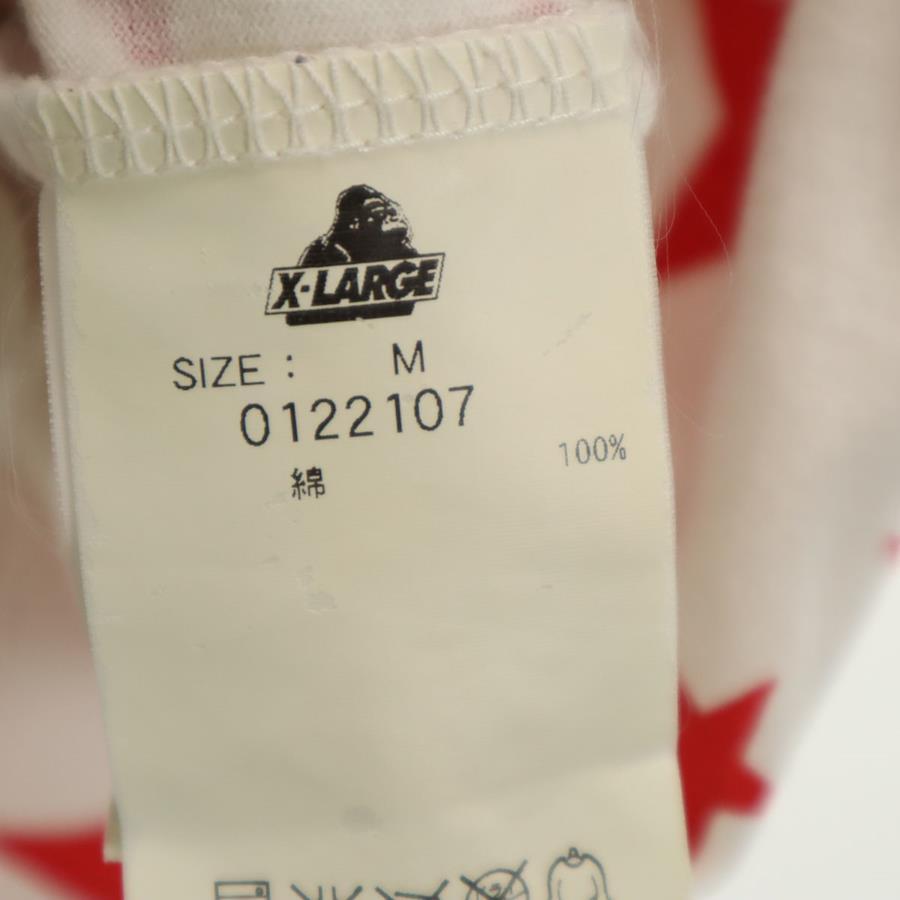 X-LARGE
SIZE : M
0122107
綿 100%